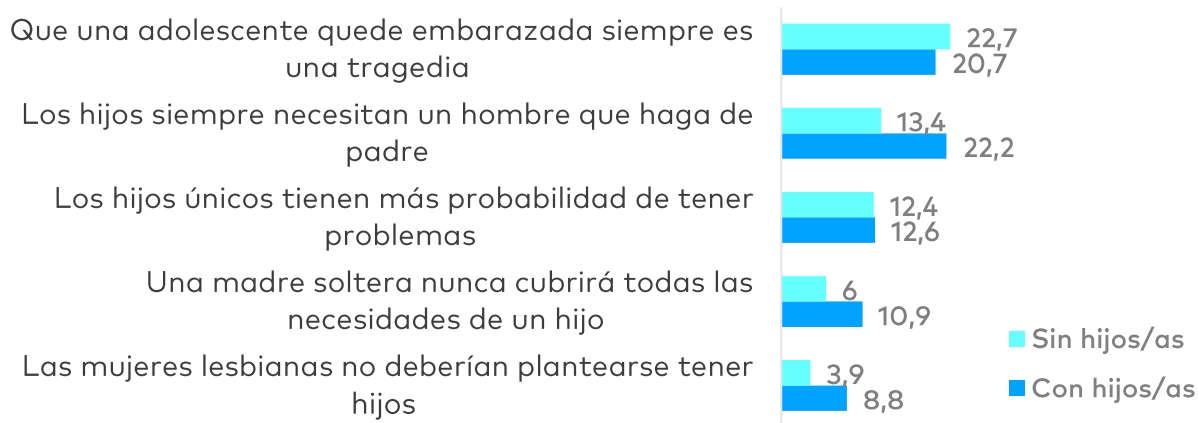 Que una adolescente quede embarazada siempre es
una tragedia
22,7
20,7
Los hijos siempre necesitan un hombre que haga de
padre
13,4
22,2
Los hijos únicos tienen más probabilidad de tener
problemas
12,4
12,6
Una madre soltera nunca cubrirá todas las
necesidades de un hijo
6
10,9
Las mujeres lesbianas no deberían plantearse tener
hijos
3,9
8,8
Sin hijos/as
Con hijos/as